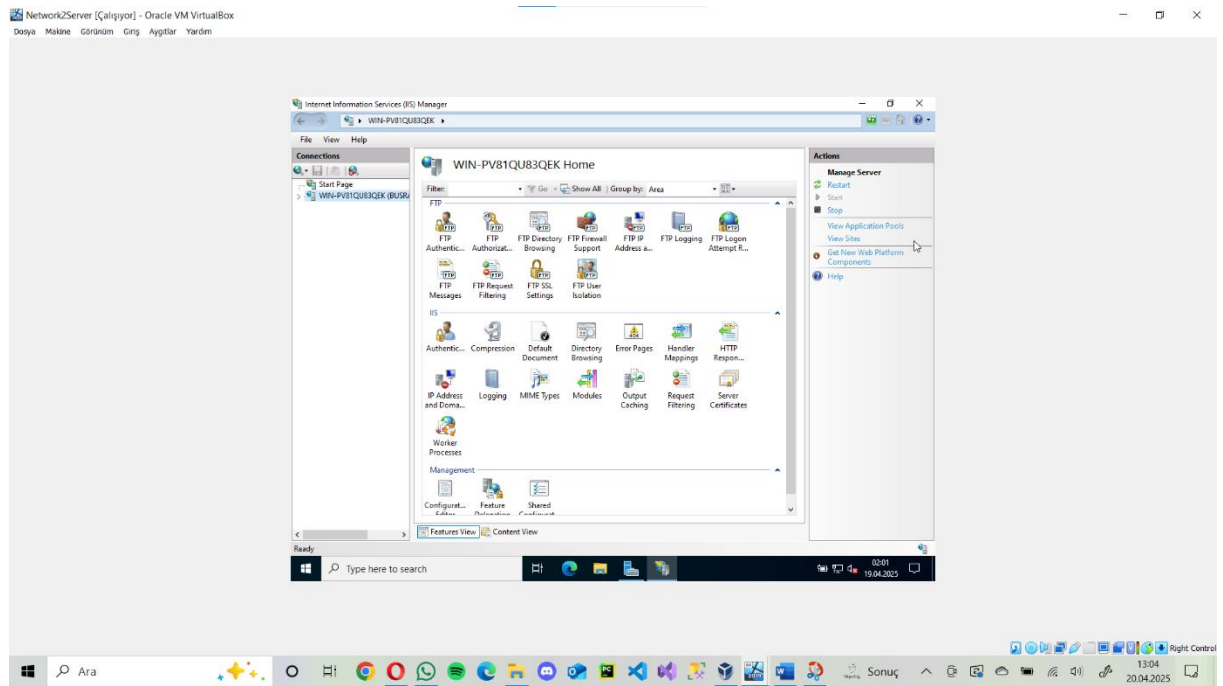 Network2Server [Çalışıyor] - Oracle VM VirtualBox
Dosya Makine Görünüm Giriş Aygıtlar Yardım
Internet Information Services (IIS) Manager
WIN-PV81QU83QEK
File View Help
Connections
Start Page
WIN-PV81QU83QEK (BUSRA
WIN-PV81QU83QEK Home
Filter: Go Show All Group by: Area
FTP
FTP Authentic...
FTP Authorizat...
FTP Directory Browsing
FTP Firewall Support
FTP IP Address a...
FTP Logging
FTP Logon Attempt R...
FTP Messages
FTP Request Filtering
FTP SSL Settings
FTP User Isolation
IIS
Authentic...
Compression
Default Document
Directory Browsing
Error Pages
Handler Mappings
HTTP Respon...
IP Address and Doma...
Logging
MIME Types
Modules
Output Caching
Request Filtering
Server Certificates
Worker Processes
Management
Configurat... Editor
Feature Delegation
Shared Configurat...
Features View Content View
Actions
Manage Server
Restart
Start
Stop
View Application Pools
View Sites
Get New Web Platform
Components
Help
Ready
Type here to search
02:01
19.04.2025
Right Control
Ara
Sonuç
13:04
20.04.2025